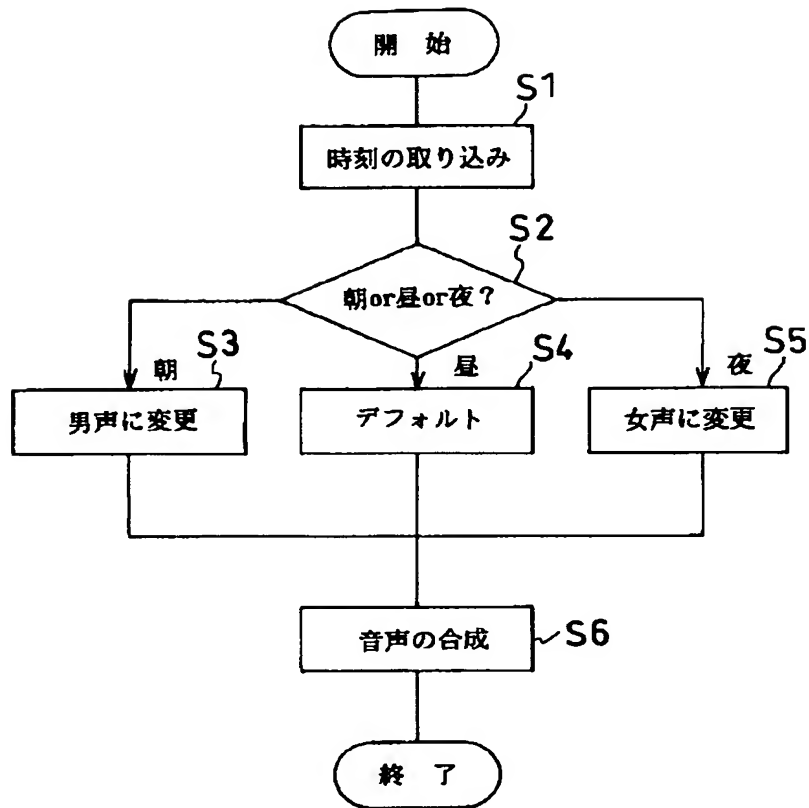 開 始
S1
時刻の取り込み
S2
朝or昼or夜?
S3
朝
S4
昼
S5
夜
男声に変更
デフォルト
女声に変更
音声の合成
S6
終 了